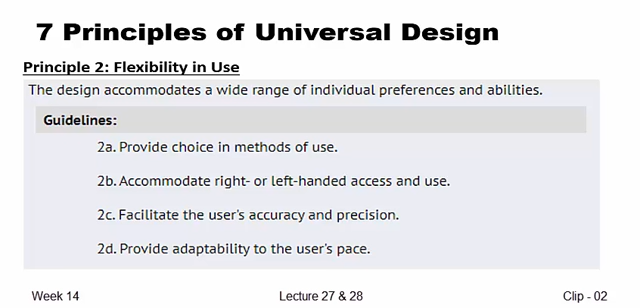 7 Principles of Universal Design
Principle 2: Flexibility in Use
The design accommodates a wide range of individual preferences and abilities.
Guidelines:
2a. Provide choice in methods of use.
2b. Accommodate right- or left-handed access and use.
2c. Facilitate the user's accuracy and precision.
2d. Provide adaptability to the user's pace.
Week 14 Lecture 27 & 28 Clip - 02